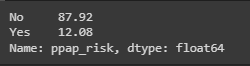 No     87.92
Yes    12.08
Name: ppap_risk, dtype: float64